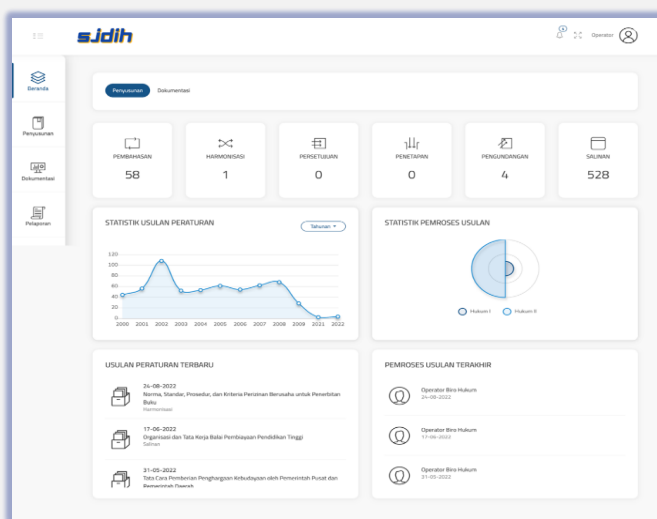 sjdih
Operator
Beranda
Penyusunan
Dokumentasi
Pelaporan
Penyusunan Dokumentasi
PEMBAHASAN
58
HARMONISASI
1
PERSETUJUAN
0
PENETAPAN
0
PENGUNDANGAN
4
SALINAN
528
STATISTIK USULAN PERATURAN
Tahunan
120
100
80
60
40
20
0
2000 2001 2002 2003 2004 2005 2006 2007 2008 2009 2021 2022
STATISTIK PEMROSES USULAN
Hukum I Hukum II
USULAN PERATURAN TERBARU
24-08-2022
Norma, Standar, Prosedur, dan Kriteria Perizinan Berusaha untuk Penerbitan
Buku
Harmonisasi
17-06-2022
Organisasi dan Tata Kerja Balai Pembiayaan Pendidikan Tinggi
Salinan
31-05-2022
Tata Cara Pemberian Penghargaan Kebudayaan oleh Pemerintah Pusat dan
Pemerintah Daerah
PEMROSES USULAN TERAKHIR
Operator Biro Hukum
24-08-2022
Operator Biro Hukum
17-06-2022
Operator Biro Hukum
31-05-2022